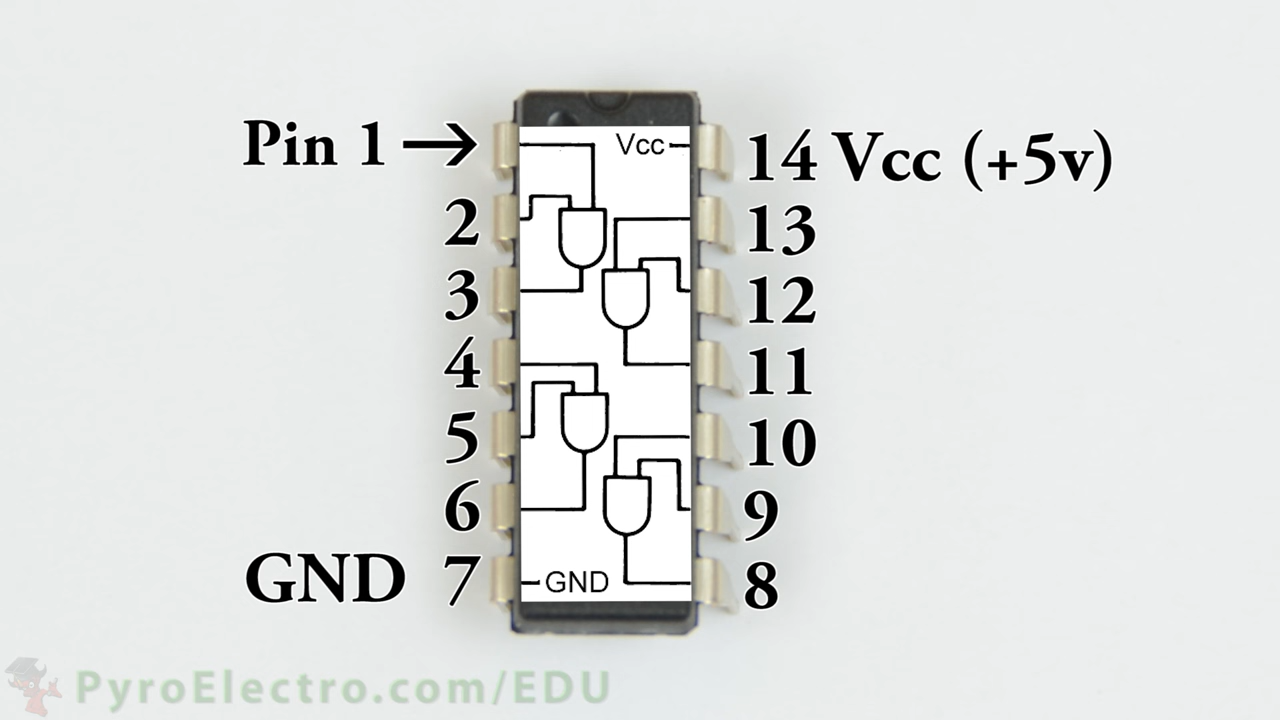 Pin 1 → Vcc 14 Vcc (+5v)
2 13
3 12
4 11
5 10
6 9
GND 7 GND 8
PyroElectro.com/EDU